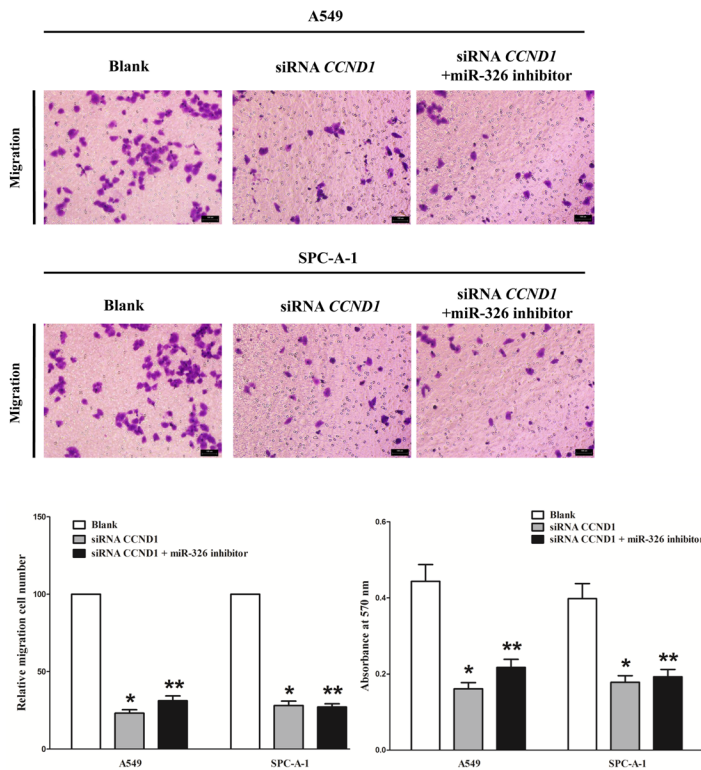 A549
Blank
siRNA CCND1
siRNA CCND1
+miR-326 inhibitor
Migration
SPC-A-1
Blank
siRNA CCND1
siRNA CCND1
+miR-326 inhibitor
Migration
Blank
siRNA CCND1
siRNA CCND1 + miR-326 inhibitor
Relative migration cell number
150
100
50
0
*
**
*
**
A549
SPC-A-1
Blank
siRNA CCND1
siRNA CCND1 + miR-326 inhibitor
Absorbance at 570 nm
0.6
0.4
0.2
0.0
*
**
*
**
A549
SPC-A-1